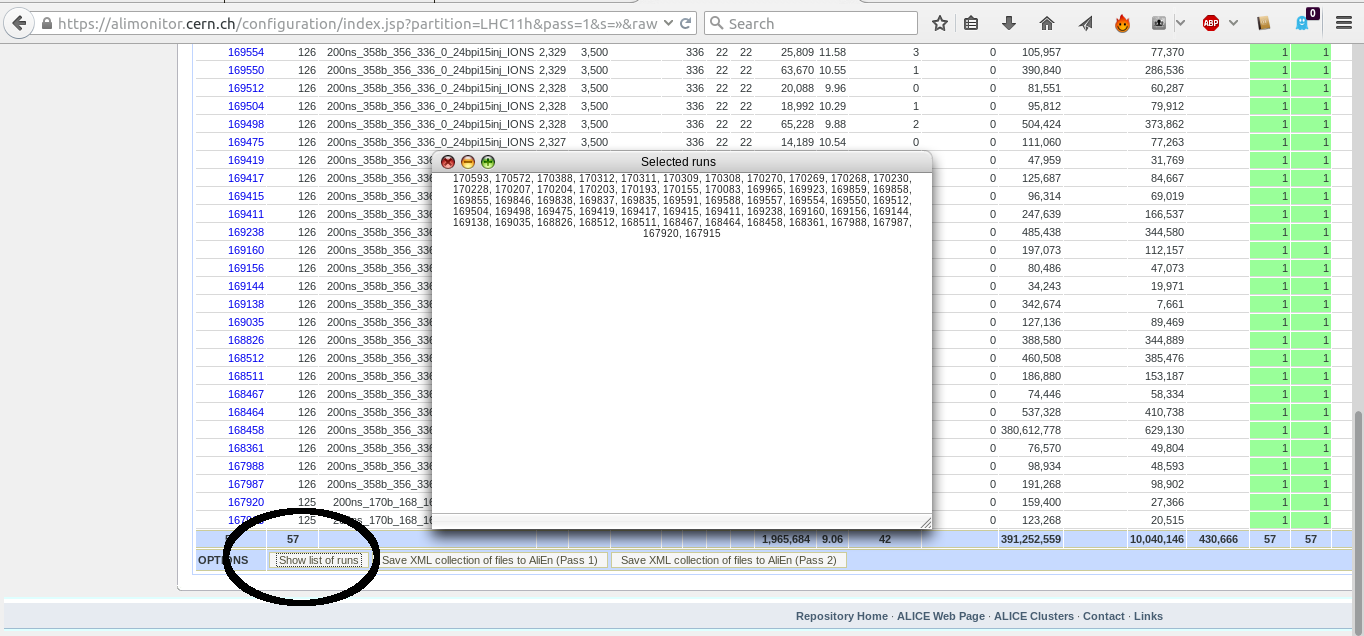 https://alimonitor.cern.ch/configuration/index.jsp?partition=LHC11h&pass=1&s=»&raw
Search
ABP
0
169554 126 200ns_358b_356_336_0_24bpi15inj_IONS 2,329 3,500 336 22 22 25,809 11.58 3 0 105,957 77,370 1 1
169550 126 200ns_358b_356_336_0_24bpi15inj_IONS 2,329 3,500 336 22 22 63,670 10.55 1 0 390,840 286,536 1 1
169512 126 200ns_358b_356_336_0_24bpi15inj_IONS 2,328 3,500 336 22 22 20,088 9.96 0 0 81,551 60,287 1 1
169504 126 200ns_358b_356_336_0_24bpi15inj_IONS 2,328 3,500 336 22 22 18,992 10.29 1 0 95,812 79,912 1 1
169498 126 200ns_358b_356_336_0_24bpi15inj_IONS 2,328 3,500 336 22 22 65,228 9.88 2 0 504,424 373,862 1 1
169475 126 200ns_358b_356_336_0_24bpi15inj_IONS 2,327 3,500 336 22 22 14,189 10.54 0 0 111,060 77,263 1 1
169419 126 200ns_358b_356_336 0 47,959 31,769 1 1
169417 126 200ns_358b_356_336 0 125,687 84,667 1 1
169415 126 200ns_358b_356_336 0 96,314 69,019 1 1
169411 126 200ns_358b_356_336 0 247,639 166,537 1 1
169238 126 200ns_358b_356_336 0 485,438 344,580 1 1
169160 126 200ns_358b_356_336 0 197,073 112,157 1 1
169156 126 200ns_358b_356_336 0 80,486 47,073 1 1
169144 126 200ns_358b_356_336 0 34,243 19,971 1 1
169138 126 200ns_358b_356_336 0 342,674 7,661 1 1
169035 126 200ns_358b_356_336 0 127,136 89,469 1 1
168826 126 200ns_358b_356_336 0 388,580 344,889 1 1
168512 126 200ns_358b_356_336 0 460,508 385,476 1 1
168511 126 200ns_358b_356_336 0 186,880 153,187 1 1
168467 126 200ns_358b_356_336 0 74,446 58,334 1 1
168464 126 200ns_358b_356_336 0 537,328 410,738 1 1
168458 126 200ns_358b_356_336 0 380,612,778 629,130 1 1
168361 126 200ns_358b_356_336 0 76,570 49,804 1 1
167988 126 200ns_358b_356_336 0 98,934 48,593 1 1
167987 126 200ns_358b_356_336 0 191,268 98,902 1 1
167920 125 200ns_170b_168_16 0 159,400 27,366 1 1
125 170b_168_16 0 123,268 20,515 1 1
57 1,965,684 9.06 42 391,252,559 10,040,146 430,666 57 57
OPTIONS Show list of runs Save XML collection of files to AliEn (Pass 1) Save XML collection of files to AliEn (Pass 2)
Selected runs
170593, 170572, 170388, 170312, 170311, 170309, 170308, 170270, 170269, 170268, 170230,
170228, 170207, 170204, 170203, 170193, 170155, 170083, 169965, 169923, 169859, 169858,
169855, 169846, 169838, 169837, 169835, 169591, 169588, 169557, 169554, 169550, 169512,
169504, 169498, 169475, 169419, 169417, 169415, 169411, 169238, 169160, 169156, 169144,
169138, 169035, 168826, 168512, 168511, 168467, 168464, 168458, 168361, 167988, 167987,
167920, 167915
Repository Home · ALICE Web Page · ALICE Clusters · Contact · Links